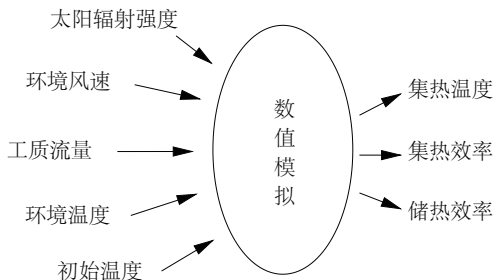 太阳辐射强度
环境风速
工质流量
环境温度
初始温度
数
值
模
拟
集热温度
集热效率
储热效率